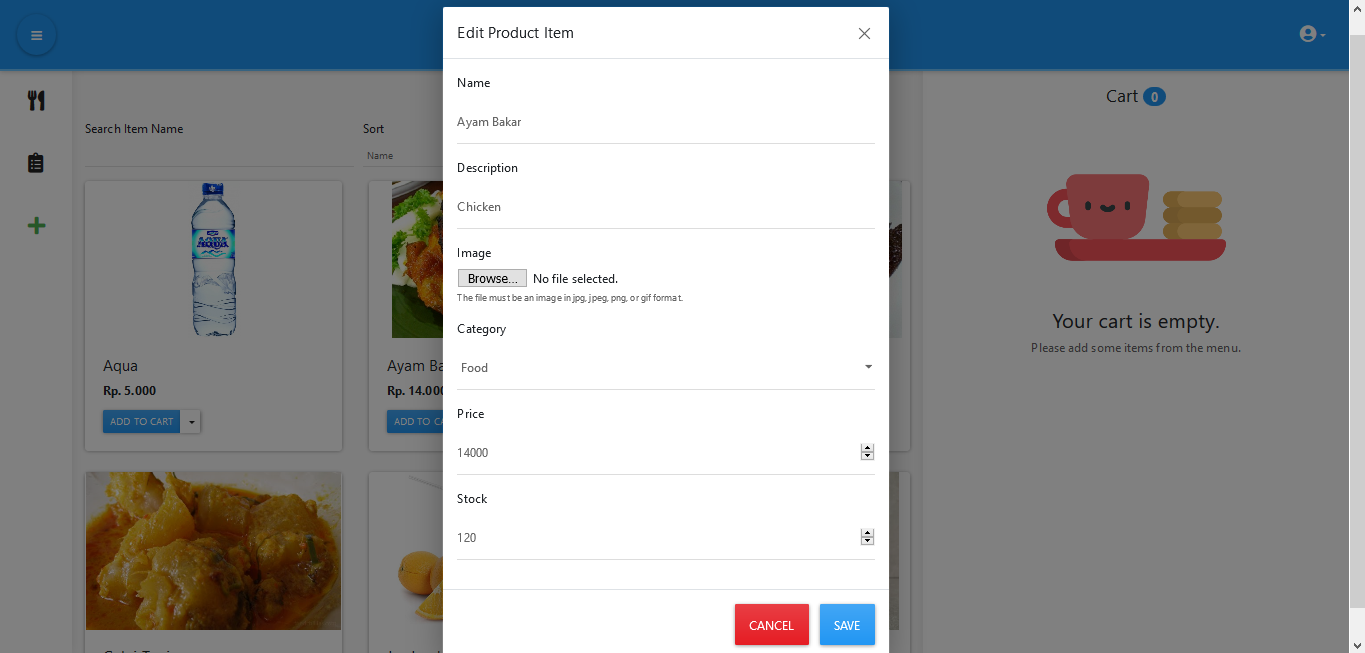 Edit Product Item
Cart 0
Search Item Name
Sort
Name
AQUA
Aqua
Rp. 5.000
ADD TO CART
Ayam Ba
Rp. 14.000
ADD TO CA
Name
Ayam Bakar
Description
Chicken
Image
Browse... No file selected.
The file must be an image in jpg, jpeg, png, or gif format.
Category
Food
Price
14000
Stock
120
CANCEL
SAVE
Your cart is empty.
Please add some items from the menu.